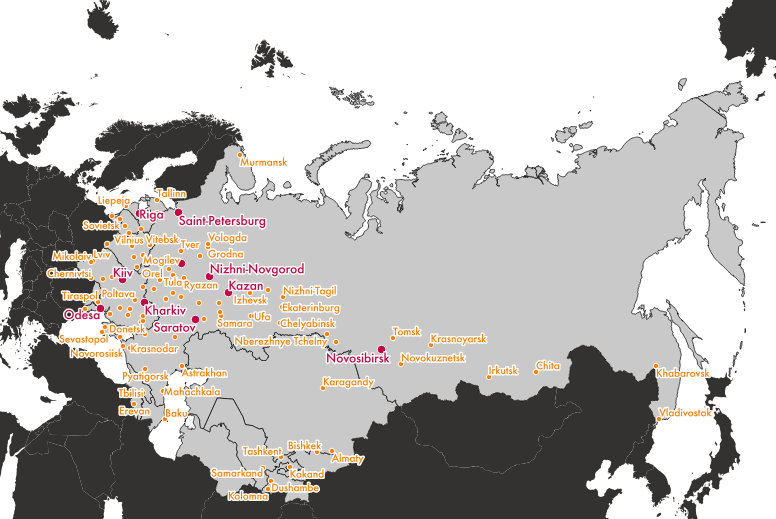 Murmansk
Tallinn
Liepeja
Riga
Saint-Petersburg
Sovietsk
Vilnius
Vitebsk
Vologda
Tver
Grodna
Mikolaiv
Lviv
Mogilev
Chernivtsi
Kiiv
Orel
Nizhni-Novgorod
Tula
Ryazan
Kazan
Tiraspol
Poltava
Izhevsk
Nizhni-Tagil
Odesa
Kharkiv
Ekaterinburg
Donetsk
Saratov
Samara
Ufa
Chelyabinsk
Sevastopol
Nberezhnye Tchelny
Tomsk
Krasnoyarsk
Novorosiisk
Krasnodar
Novosibirsk
Novokuznetsk
Pyatigorsk
Astrakhan
Irkutsk
Chita
Khabarovsk
Karagandy
Tbilisi
Mahachkala
Erevan
Baku
Vladivostok
Bishkek
Tashkent
Almaty
Samarkand
Kokand
Dushambe
Kolomna